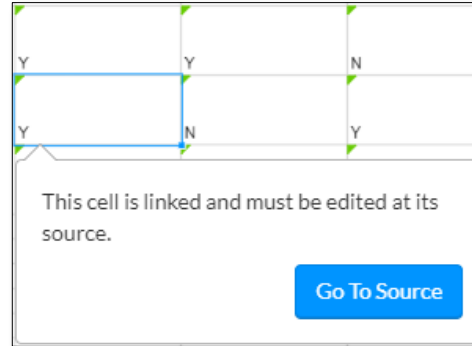 Y Y N
Y N Y
This cell is linked and must be edited at its
source.
Go To Source